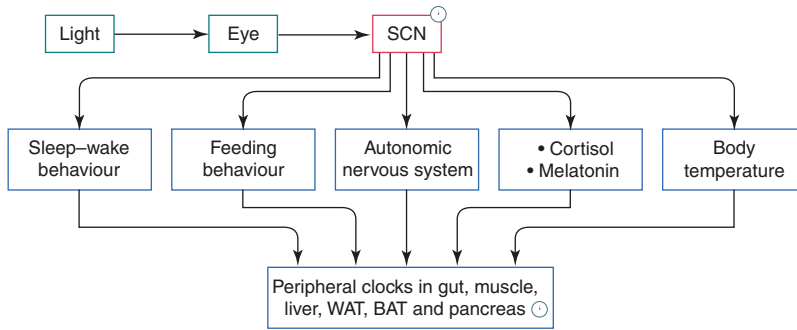 Light
Eye
SCN
Sleep–wake
behaviour
Feeding
behaviour
Autonomic
nervous system
• Cortisol
• Melatonin
Body
temperature
Peripheral clocks in gut, muscle,
liver, WAT, BAT and pancreas